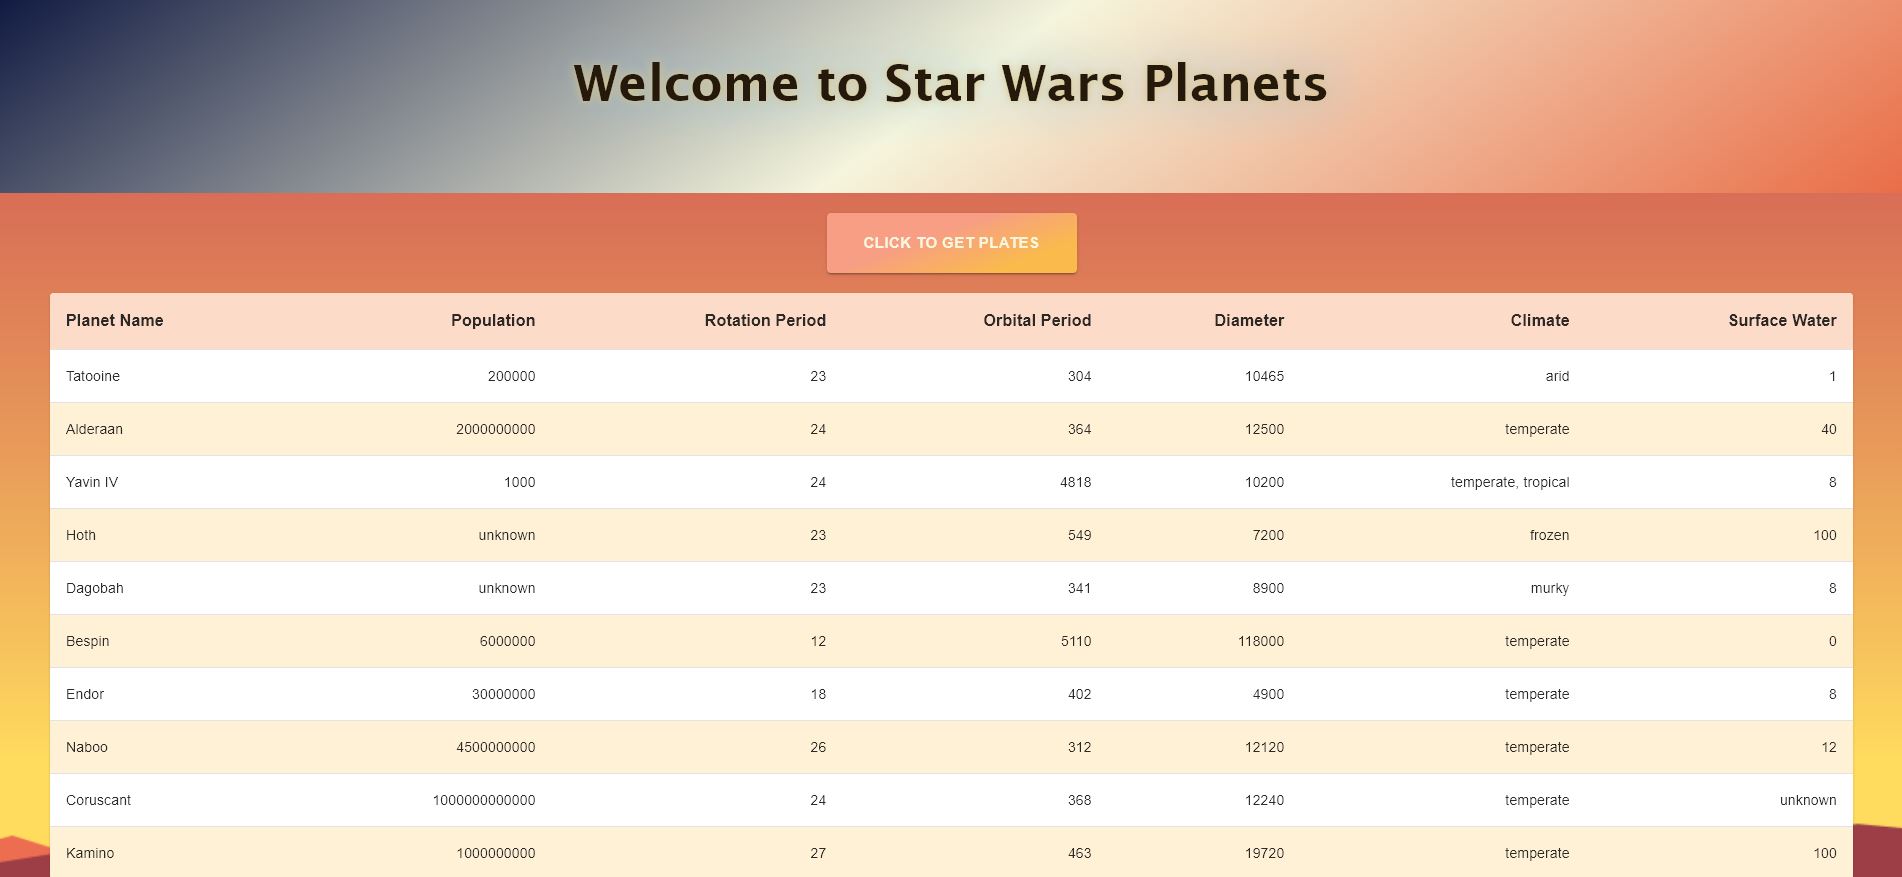 Welcome to Star Wars Planets
CLICK TO GET PLATES
Planet Name Population Rotation Period Orbital Period Diameter Climate Surface Water
Tatooine 200000 23 304 10465 arid 1
Alderaan 2000000000 24 364 12500 temperate 40
Yavin IV 1000 24 4818 10200 temperate, tropical 8
Hoth unknown 23 549 7200 frozen 100
Dagobah unknown 23 341 8900 murky 8
Bespin 6000000 12 5110 118000 temperate 0
Endor 30000000 18 402 4900 temperate 8
Naboo 4500000000 26 312 12120 temperate 12
Coruscant 1000000000000 24 368 12240 temperate unknown
Kamino 1000000000 27 463 19720 temperate 100